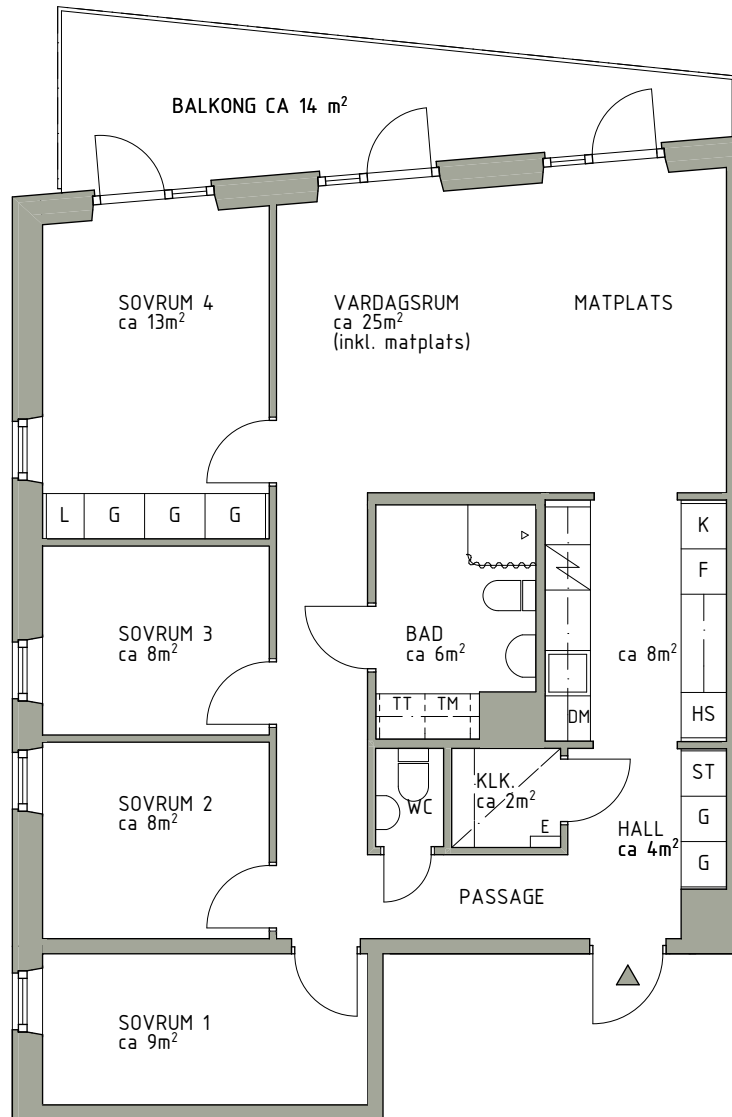 BALKONG CA 14 m²
SOVRUM 4
ca 13m²
VARDAGSRUM
ca 25m²
(inkl. matplats)
MATPLATS
L
G
G
G
K
F
SOVRUM 3
ca 8m²
BAD
ca 6m²
ca 8m²
TT
TM
DM
HS
SOVRUM 2
ca 8m²
WC
KLK.
ca 2m²
E
ST
G
G
HALL
ca 4m²
PASSAGE
SOVRUM 1
ca 9m²